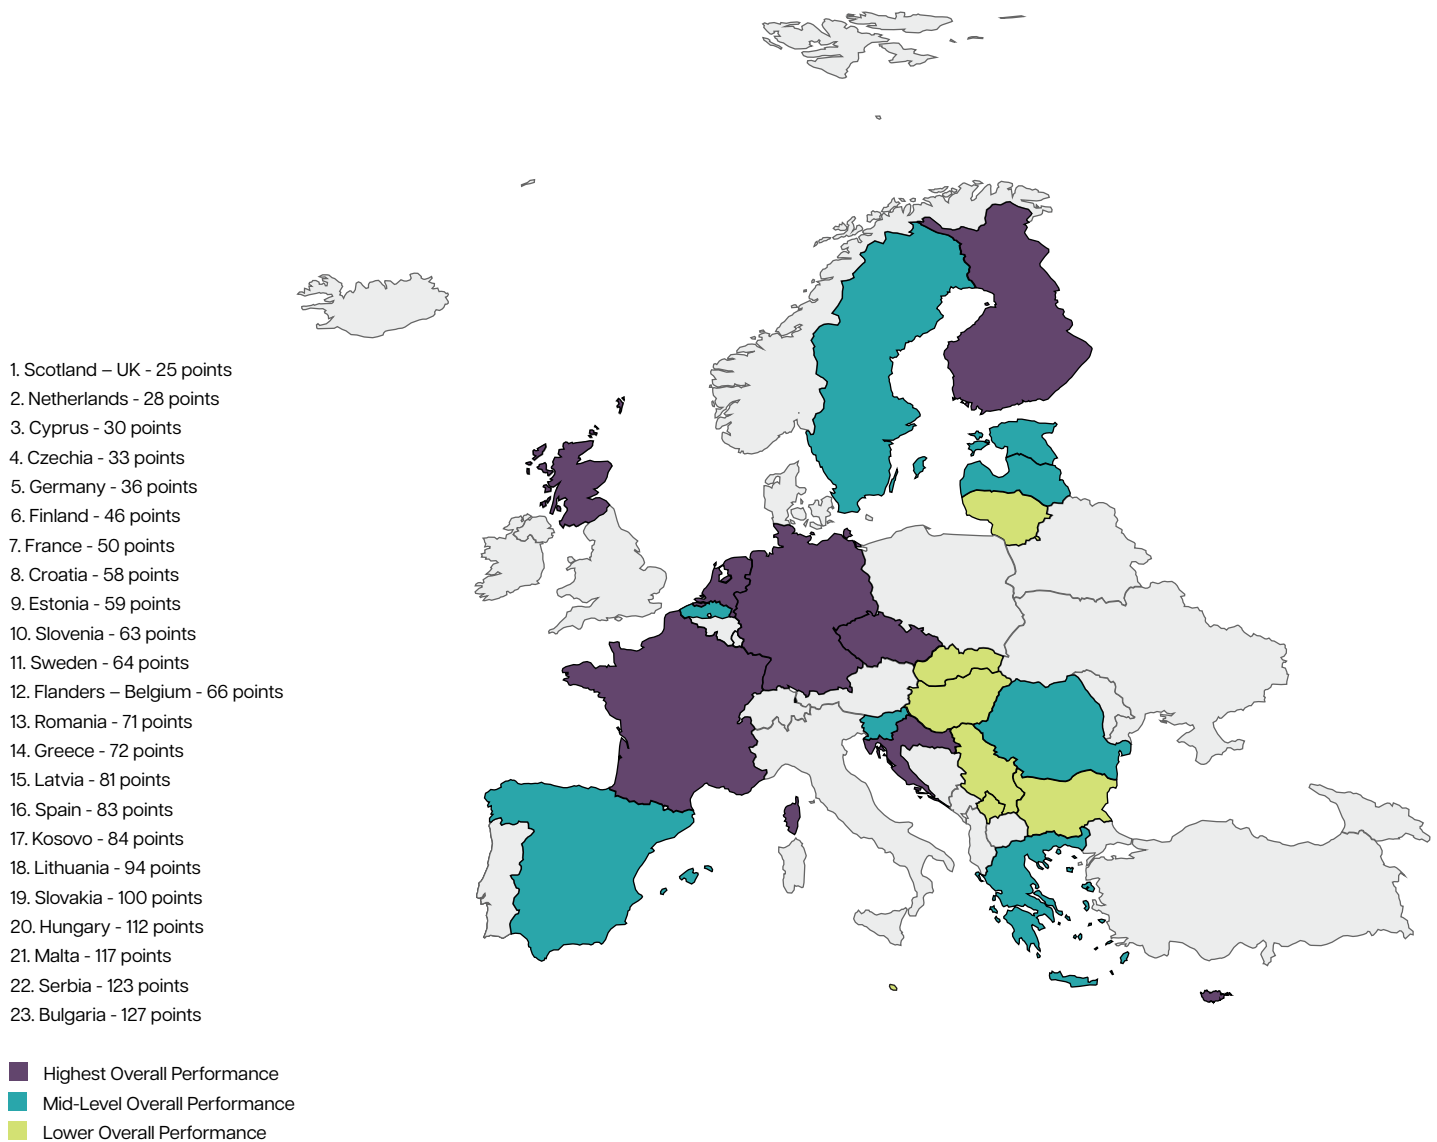 1. Scotland – UK - 25 points
2. Netherlands - 28 points
3. Cyprus - 30 points
4. Czechia - 33 points
5. Germany - 36 points
6. Finland - 46 points
7. France - 50 points
8. Croatia - 58 points
9. Estonia - 59 points
10. Slovenia - 63 points
11. Sweden - 64 points
12. Flanders – Belgium - 66 points
13. Romania - 71 points
14. Greece - 72 points
15. Latvia - 81 points
16. Spain - 83 points
17. Kosovo - 84 points
18. Lithuania - 94 points
19. Slovakia - 100 points
20. Hungary - 112 points
21. Malta - 117 points
22. Serbia - 123 points
23. Bulgaria - 127 points
Highest Overall Performance
Mid-Level Overall Performance
Lower Overall Performance